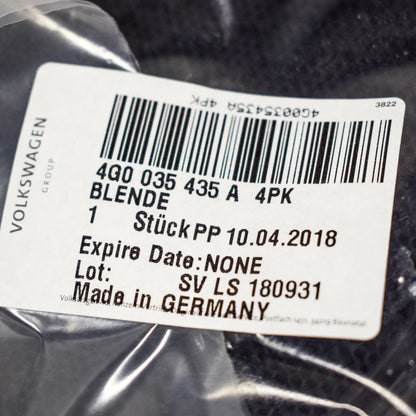 3822
4G0035435A 4PK
VOLKSWAGEN
GROUP
4G0 035 435 A 4PK
BLENDE
1 Stück PP 10.04.2018
Expire Date: NONE
Lot: SV LS 180931
Made in GERMANY